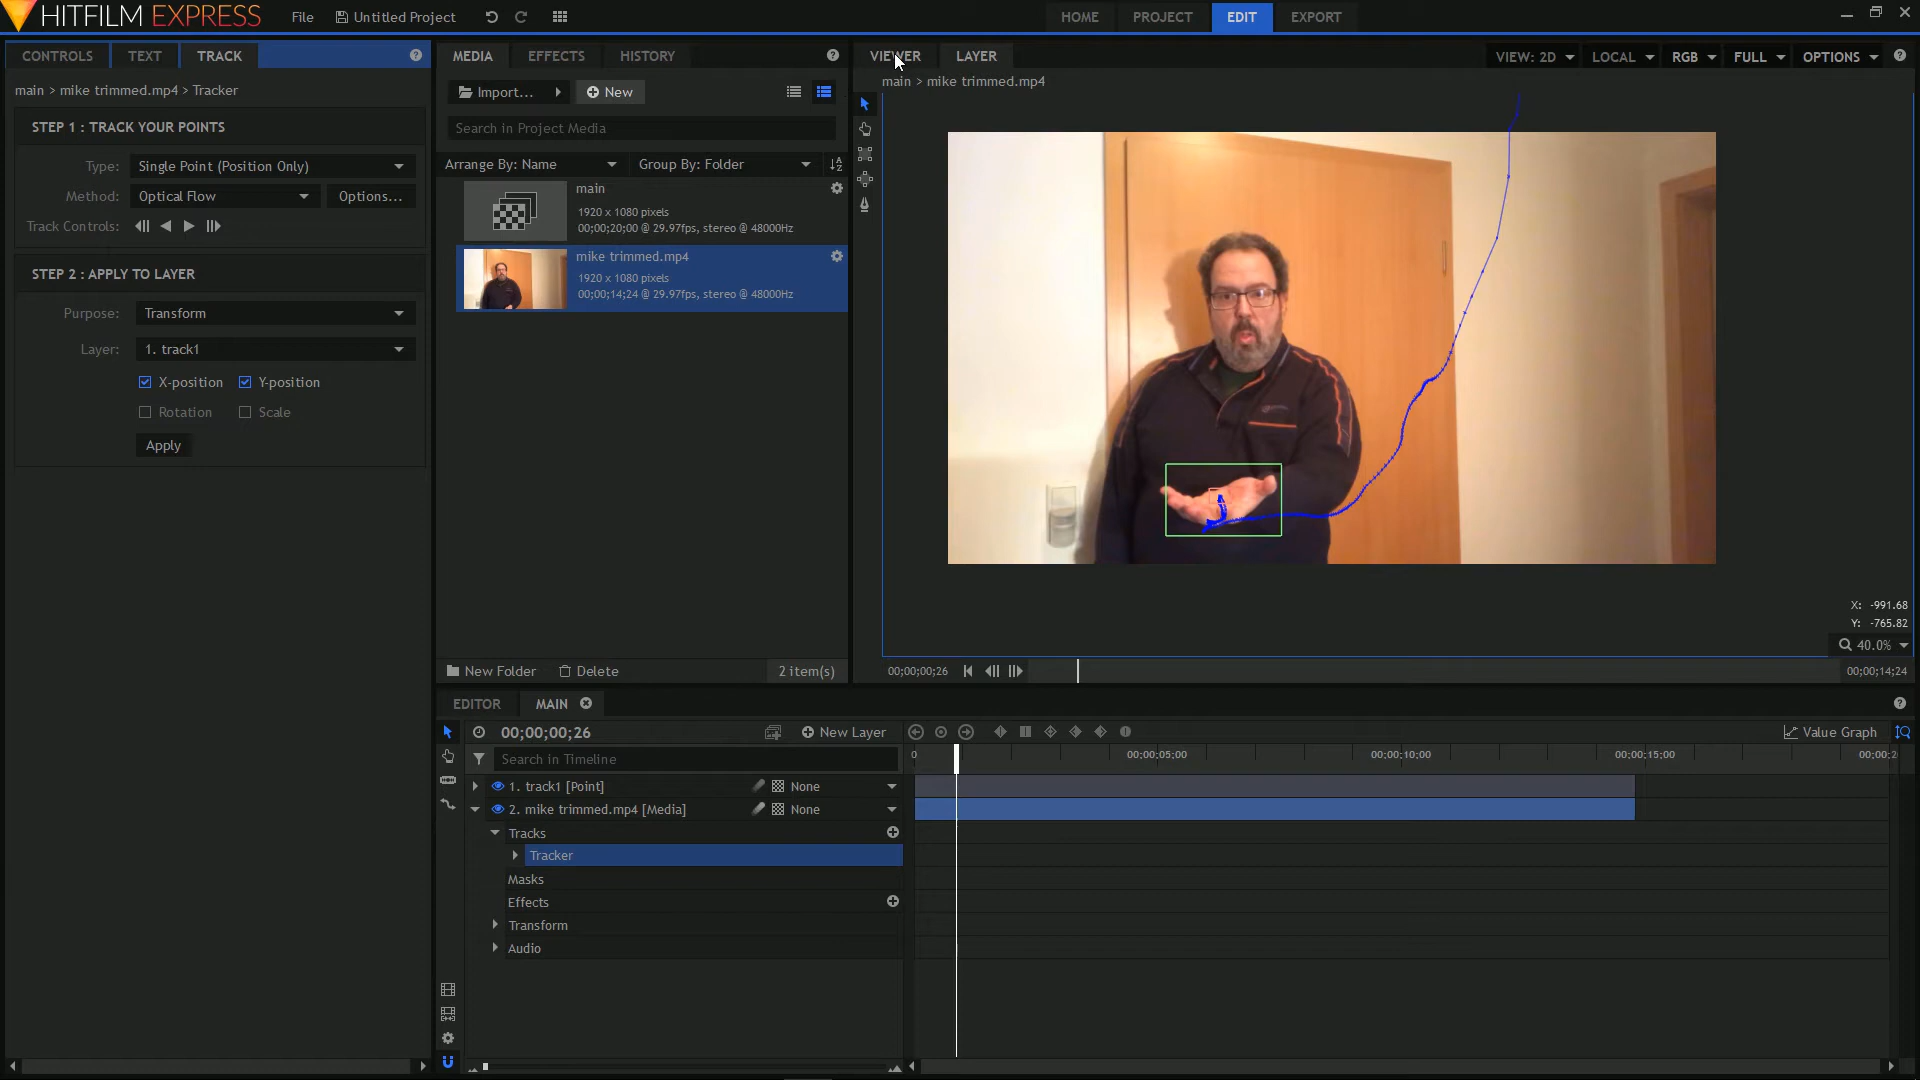 HITFILM EXPRESS
File
Untitled Project
HOME
PROJECT
EDIT
EXPORT
CONTROLS
TEXT
TRACK
main > mike trimmed.mp4 > Tracker
STEP 1 : TRACK YOUR POINTS
Type: Single Point (Position Only)
Method: Optical Flow
Options...
Track Controls:
STEP 2 : APPLY TO LAYER
Purpose: Transform
Layer: 1. track1
X-position
Y-position
Rotation
Scale
Apply
MEDIA
EFFECTS
HISTORY
Import...
New
Search in Project Media
Arrange By: Name
Group By: Folder
main
1920 x 1080 pixels
00;00;20;00 @ 29.97fps, stereo @ 48000Hz
mike trimmed.mp4
1920 x 1080 pixels
00;00;14;24 @ 29.97fps, stereo @ 48000Hz
New Folder
Delete
2 item(s)
VIEWER
LAYER
VIEW: 2D
LOCAL
RGB
FULL
OPTIONS
main > mike trimmed.mp4
X: -991.68
Y: -765.82
40.0%
00;00;00;26
00;00;14;24
EDITOR
MAIN
00;00;00;26
New Layer
Value Graph
Search in Timeline
0
00;00;05;00
00;00;10;00
00;00;15;00
00;00;2
1. track1 [Point]
None
2. mike trimmed.mp4 [Media]
None
Tracks
Tracker
Masks
Effects
Transform
Audio